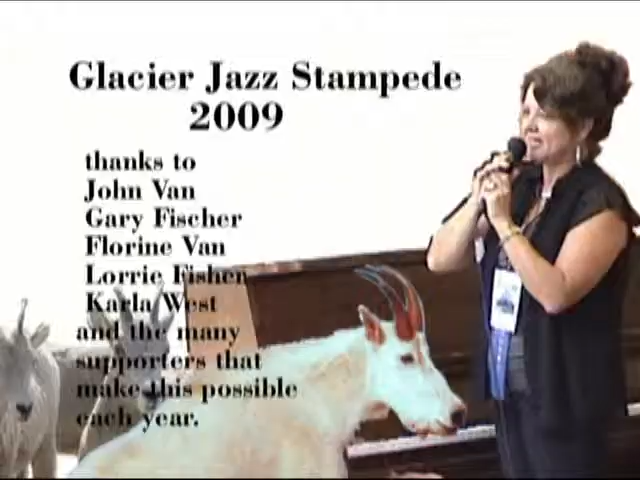 Glacier Jazz Stampede
2009
thanks to
John Van
Gary Fischer
Florine Van
Lorrie Fisher
Karla West
and the many
supporters that
make this possible
each year.